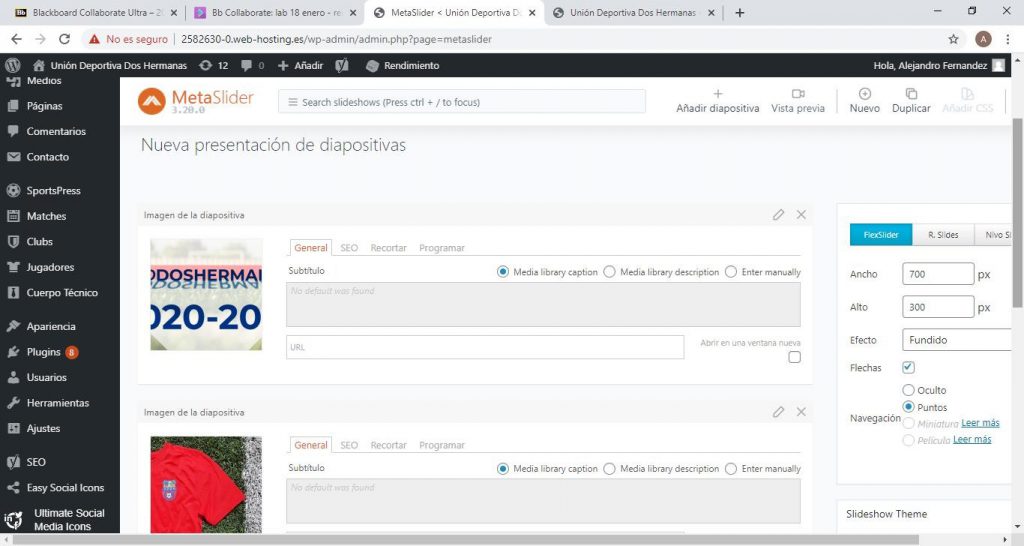 Blackboard Collaborate Ultra – 20
Bb Collaborate: lab 18 enero - re
MetaSlider < Unión Deportiva D
Unión Deportiva Dos Hermanas -
No es seguro | 2582630-0.web-hosting.es/wp-admin/admin.php?page=metaslider
A
Unión Deportiva Dos Hermanas 12 0 Añadir Rendimiento Hola, Alejandro Fernandez
Medios
Páginas
Comentarios
Contacto
SportsPress
Matches
Clubs
Jugadores
Cuerpo Técnico
Apariencia
Plugins 8
Usuarios
Herramientas
Ajustes
SEO
Easy Social Icons
Ultimate Social
Media Icons
MetaSlider
3.20.0
Search slideshows (Press ctrl + / to focus)
Añadir diapositiva Vista previa Nuevo Duplicar Añadir CSS
Nueva presentación de diapositivas
Imagen de la diapositiva
DOSHERMA
020-20
General SEO Recortar Programar
Subtítulo Media library caption Media library description Enter manually
No default was found
URL
Abrir en una ventana nueva
Imagen de la diapositiva
General SEO Recortar Programar
Subtítulo Media library caption Media library description Enter manually
No default was found
FlexSlider R. Slides Nivo S
Ancho 700 px
Alto 300 px
Efecto Fundido
Flechas
Navegación
Oculto
Puntos
Miniatura Leer más
Película Leer más
Slideshow Theme